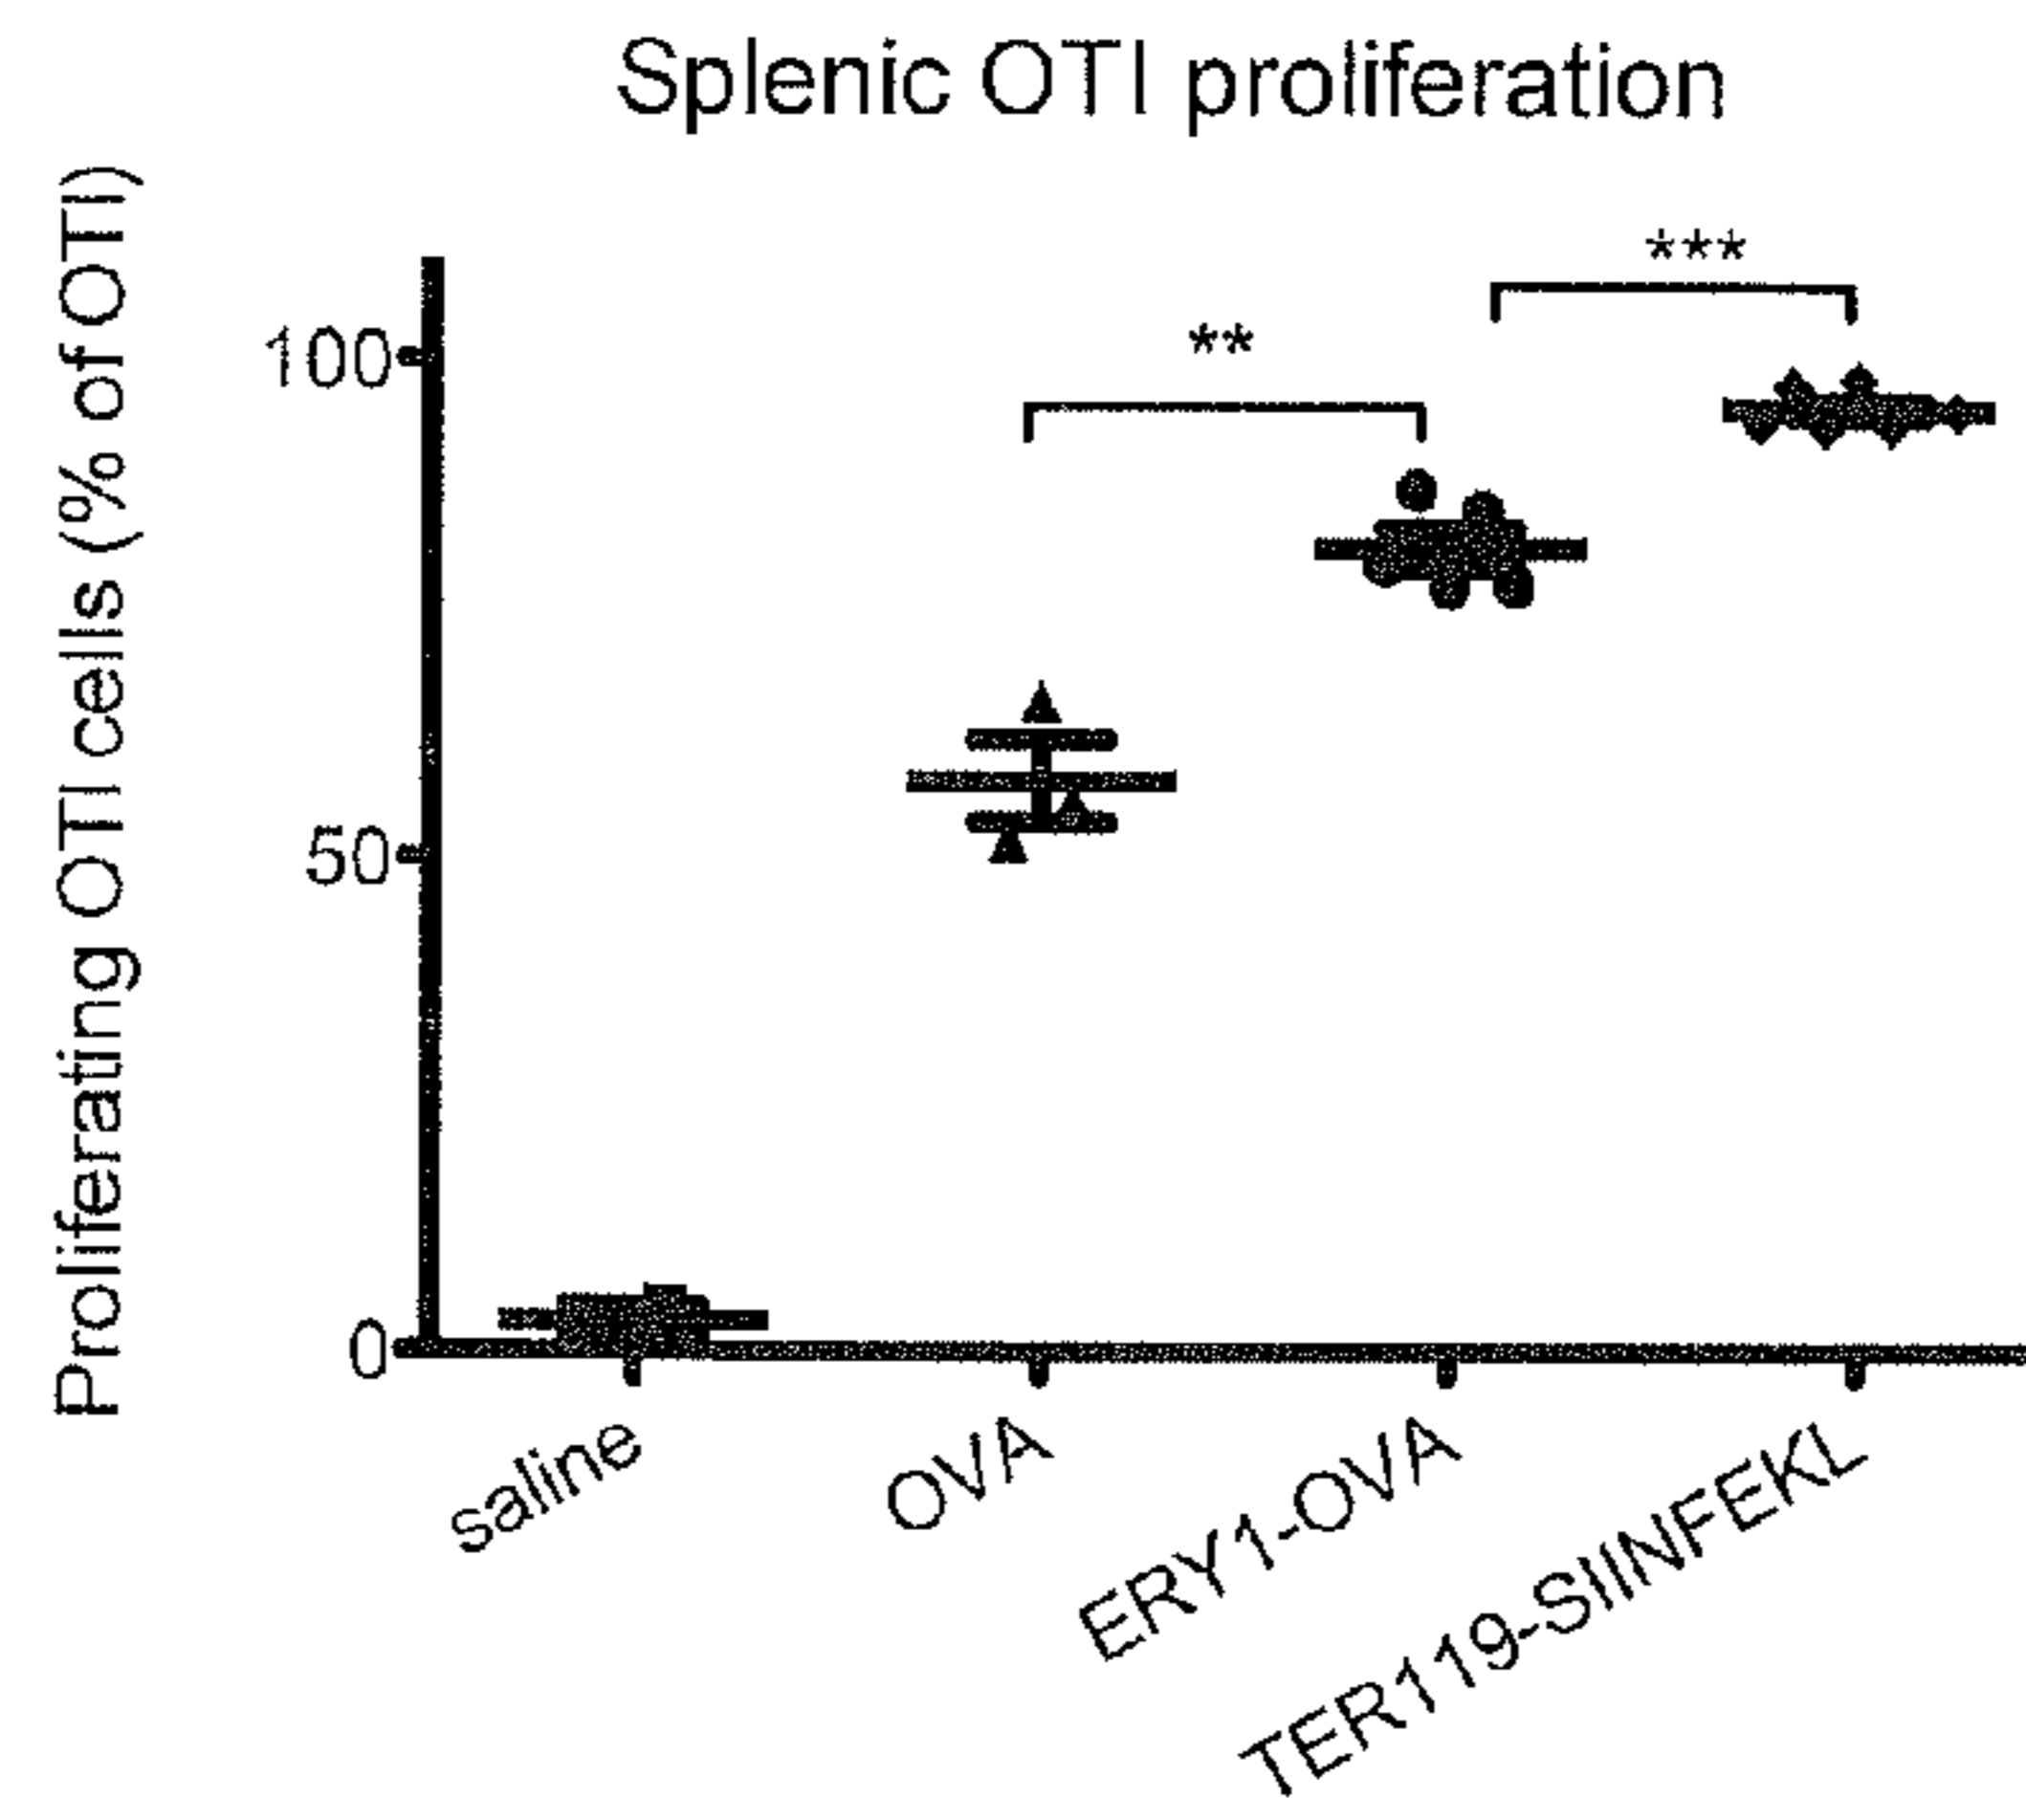 Splenic OTI proliferation
Proliferating OTI cells (% of OTI)
100
50
0
**
***
saline
OVA
ERY1-OVA
TER119-SIINFEKL